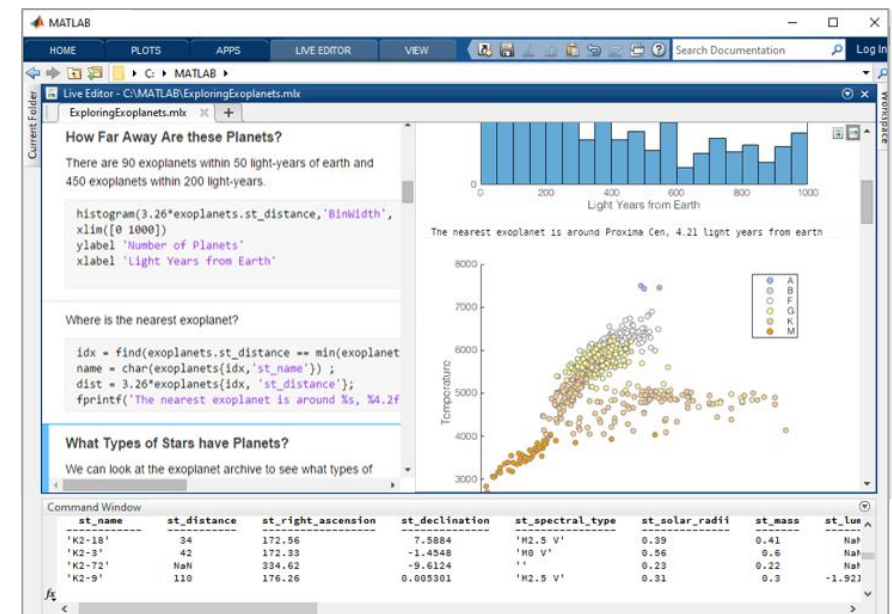 MATLAB
HOME PLOTS APPS LIVE EDITOR VIEW Search Documentation Log In
C: MATLAB
Current Folder
Live Editor - C:\MATLAB\ExploringExoplanets.mlx
Workspace
ExploringExoplanets.mlx
How Far Away Are these Planets?
There are 90 exoplanets within 50 light-years of earth and
450 exoplanets within 200 light-years.
histogram(3.26*exoplanets.st_distance,'BinWidth',
xlim([0 1000])
ylabel 'Number of Planets'
xlabel 'Light Years from Earth'
Where is the nearest exoplanet?
idx = find(exoplanets.st_distance == min(exoplanet
name = char(exoplanets{idx,'st_name'}) ;
dist = 3.26*exoplanets{idx, 'st_distance'};
fprintf('The nearest exoplanet is around %s, %4.2f
What Types of Stars have Planets?
We can look at the exoplanet archive to see what types of
0
0 200 400 600 800 1000
Light Years from Earth
The nearest exoplanet is around Proxima Cen, 4.21 light years from earth
8000
7000
6000
5000
4000
3000
Temperature
A
B
F
G
K
M
Command Window
st_name st_distance st_right_ascension st_declination st_spectral_type st_solar_radii st_mass st_lum
'K2-18' 34 172.56 7.5884 'M2.5 V' 0.39 0.41 NaN
'K2-3' 42 172.33 -1.4548 'M0 V' 0.56 0.6 NaN
'K2-72' NaN 334.62 -9.6124 '' 0.23 0.22 NaN
'K2-9' 110 176.26 0.005301 'M2.5 V' 0.31 0.3 -1.921
fx